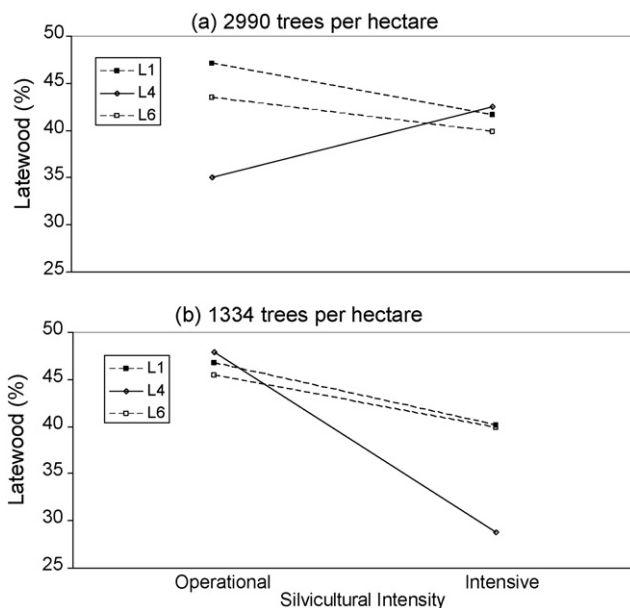 (a) 2990 trees per hectare
Latewood (%)
50
45
40
35
30
25
L1
L4
L6
(b) 1334 trees per hectare
Latewood (%)
50
45
40
35
30
25
L1
L4
L6
Operational Intensive
Silvicultural Intensity